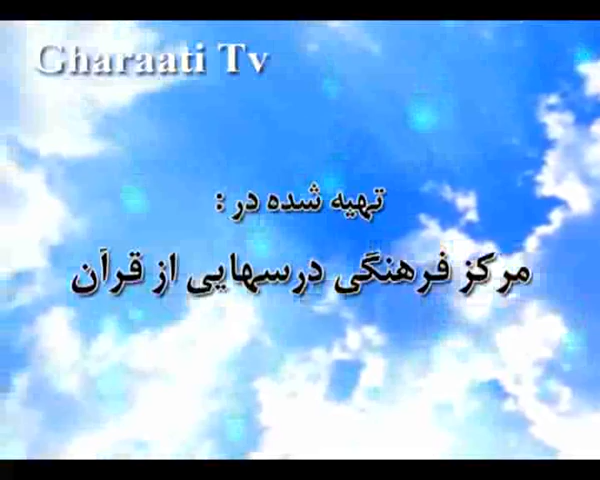 Gharaati Tv
تهیه شده در :
مرکز فرهنگی درسهایی از قرآن